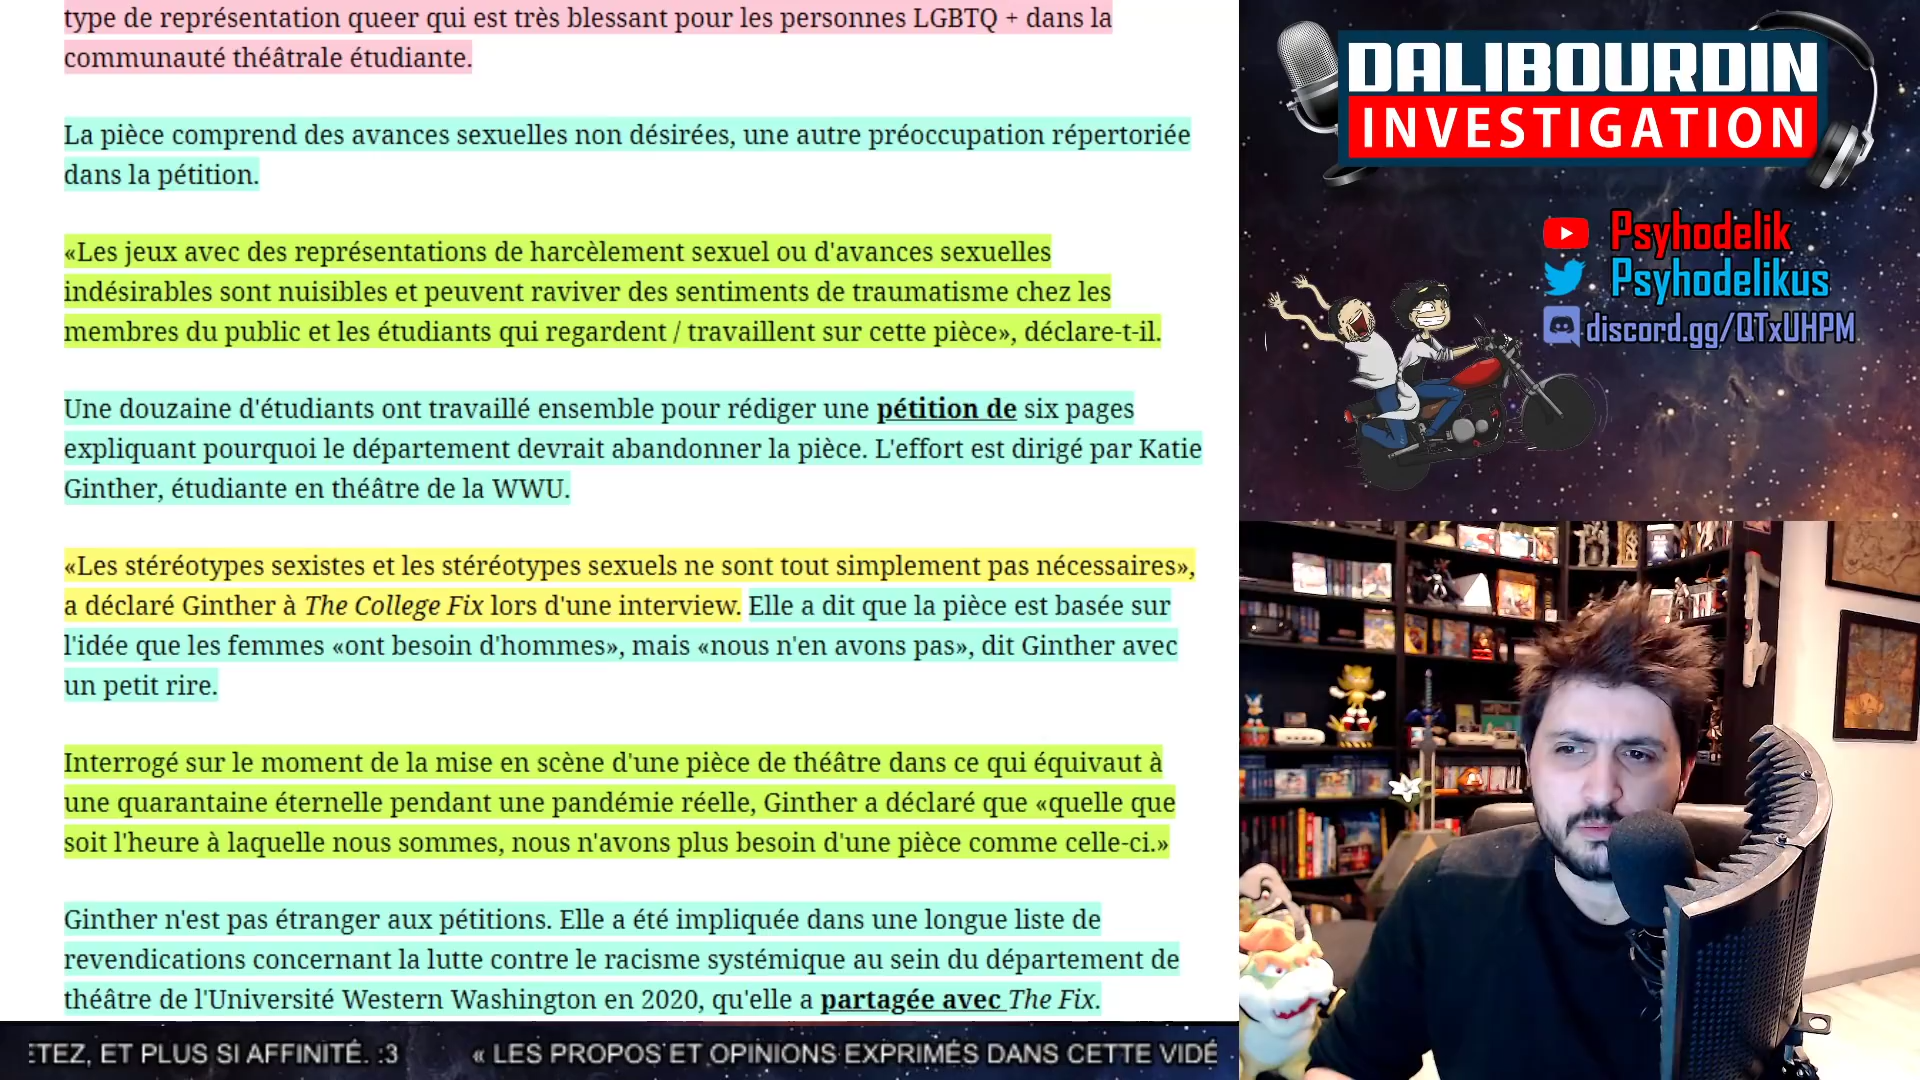 type de représentation queer qui est très blessant pour les personnes LGBTQ + dans la
communauté théâtrale étudiante.
La pièce comprend des avances sexuelles non désirées, une autre préoccupation répertoriée
dans la pétition.
«Les jeux avec des représentations de harcèlement sexuel ou d'avances sexuelles
indésirables sont nuisibles et peuvent raviver des sentiments de traumatisme chez les
membres du public et les étudiants qui regardent / travaillent sur cette pièce», déclare-t-il.
Une douzaine d'étudiants ont travaillé ensemble pour rédiger une pétition de six pages
expliquant pourquoi le département devrait abandonner la pièce. L'effort est dirigé par Katie
Ginther, étudiante en théâtre de la WWU.
«Les stéréotypes sexistes et les stéréotypes sexuels ne sont tout simplement pas nécessaires»,
a déclaré Ginther à The College Fix lors d'une interview. Elle a dit que la pièce est basée sur
l'idée que les femmes «ont besoin d'hommes», mais «nous n'en avons pas», dit Ginther avec
un petit rire.
Interrogé sur le moment de la mise en scène d'une pièce de théâtre dans ce qui équivaut à
une quarantaine éternelle pendant une pandémie réelle, Ginther a déclaré que «quelle que
soit l'heure à laquelle nous sommes, nous n'avons plus besoin d'une pièce comme celle-ci.»
Ginther n'est pas étranger aux pétitions. Elle a été impliquée dans une longue liste de
revendications concernant la lutte contre le racisme systémique au sein du département de
théâtre de l'Université Western Washington en 2020, qu'elle a partagée avec The Fix.
ETEZ, ET PLUS SI AFFINITÉ. :3 « LES PROPOS ET OPINIONS EXPRIMÉS DANS CETTE VIDÉ
DALIBOURDIN
INVESTIGATION
Psyhodelik
Psyhodelikus
discord.gg/QTxUHPM